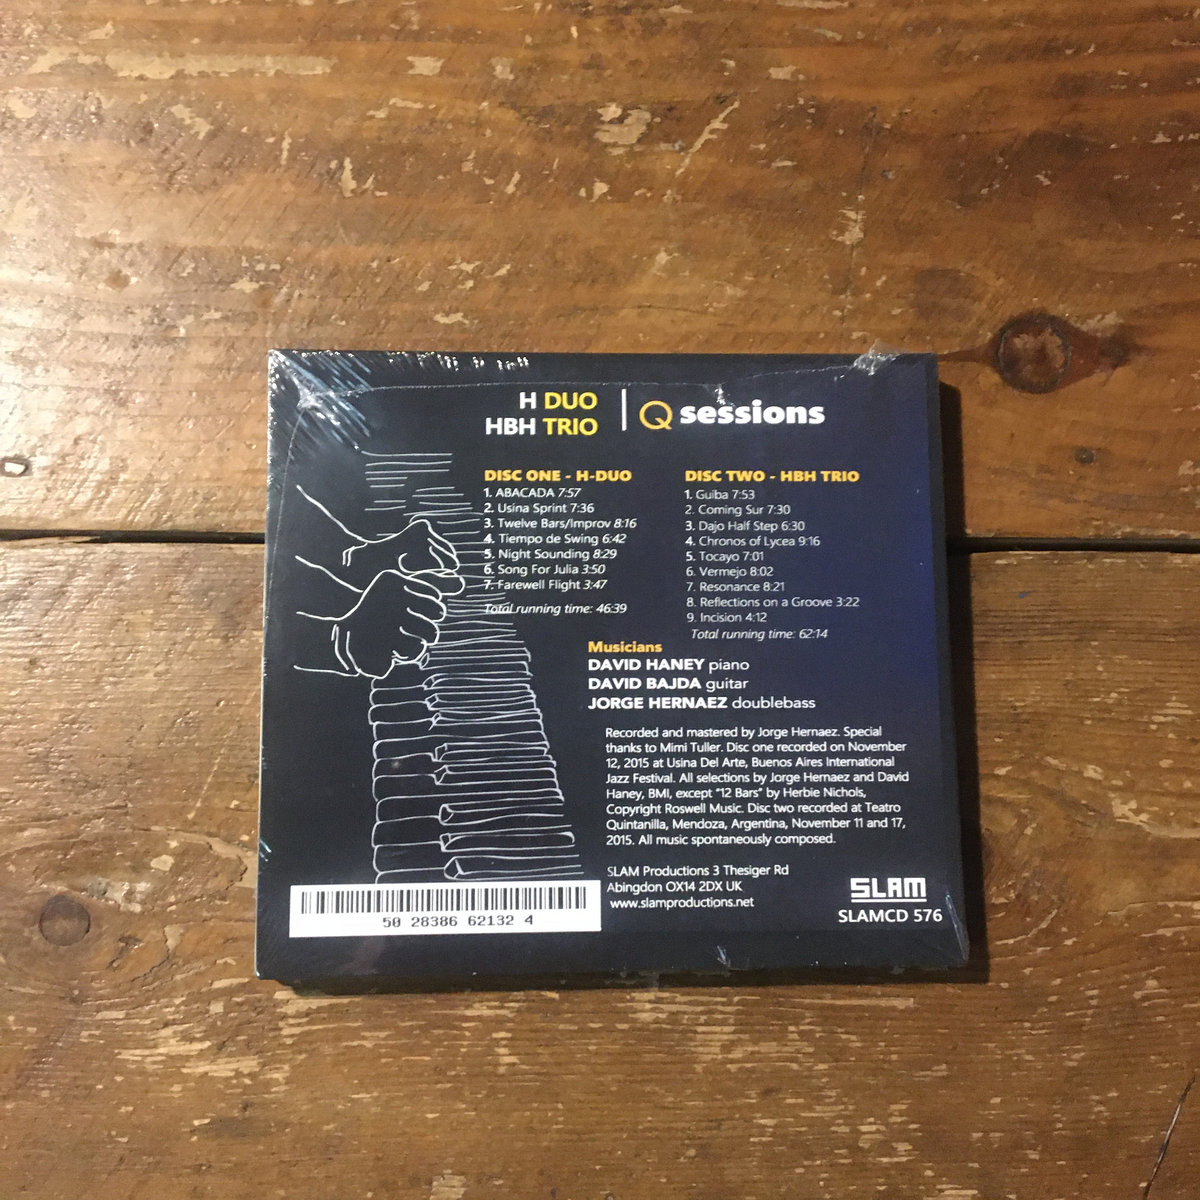 H DUO
HBH TRIO
Q sessions
DISC ONE - H-DUO
1. ABACADA 7:57
2. Usina Sprint 7:36
3. Twelve Bars/Improv 8:16
4. Tiempo de Swing 6:42
5. Night Sounding 8:29
6. Song For Julia 3:50
7. Farewell Flight 3:47
Total running time: 46:39
DISC TWO - HBH TRIO
1. Guiba 7:53
2. Coming Sur 7:30
3. Dajo Half Step 6:30
4. Chronos of Lycea 9:16
5. Tocayo 7:01
6. Vermejo 8:02
7. Resonance 8:21
8. Reflections on a Groove 3:22
9. Incision 4:12
Total running time: 62:14
Musicians
DAVID HANEY piano
DAVID BAJDA guitar
JORGE HERNAEZ doublebass
Recorded and mastered by Jorge Hernaez. Special
thanks to Mimi Tuller. Disc one recorded on November
12, 2015 at Usina Del Arte, Buenos Aires International
Jazz Festival. All selections by Jorge Hernaez and David
Haney, BMI, except "12 Bars" by Herbie Nichols,
Copyright Roswell Music. Disc two recorded at Teatro
Quintanilla, Mendoza, Argentina, November 11 and 17,
2015. All music spontaneously composed.
SLAM Productions 3 Thesiger Rd
Abingdon OX14 2DX UK
www.slamproductions.net
SLAM
SLAMCD 576
50 28386 62132 4